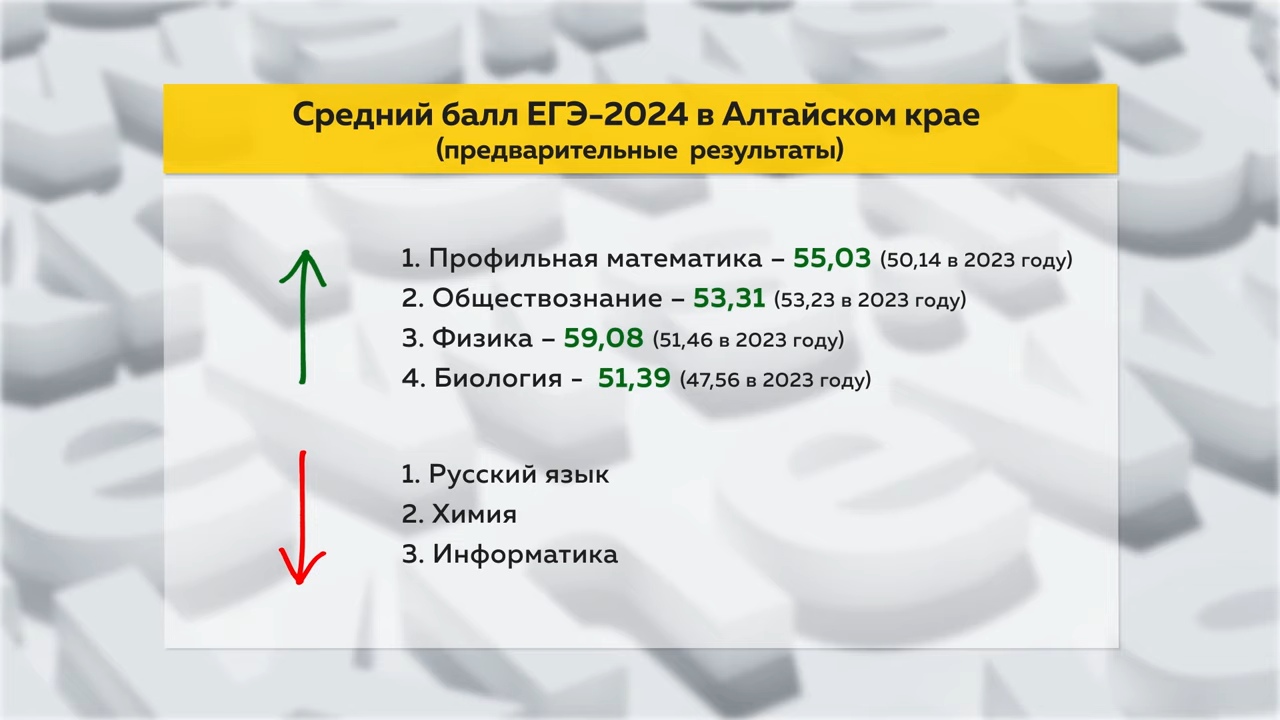 Средний балл ЕГЭ-2024 в Алтайском крае
(предварительные результаты)
1. Профильная математика – 55,03 (50,14 в 2023 году)
2. Обществознание – 53,31 (53,23 в 2023 году)
3. Физика – 59,08 (51,46 в 2023 году)
4. Биология - 51,39 (47,56 в 2023 году)
1. Русский язык
2. Химия
3. Информатика